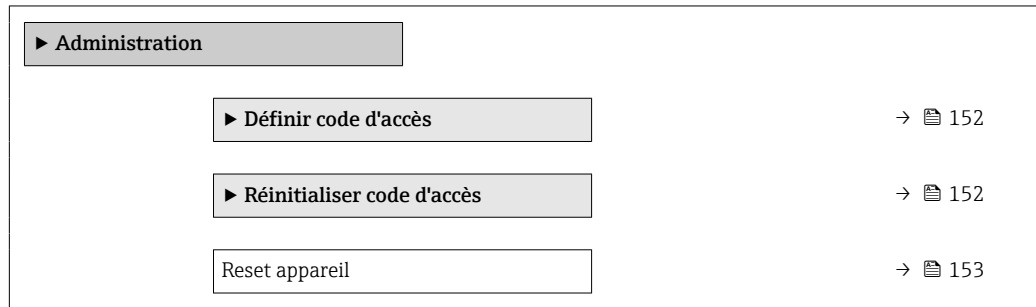 ▶ Administration
▶ Définir code d'accès → 🖹 152
▶ Réinitialiser code d'accès → 🖹 152
Reset appareil → 🖹 153